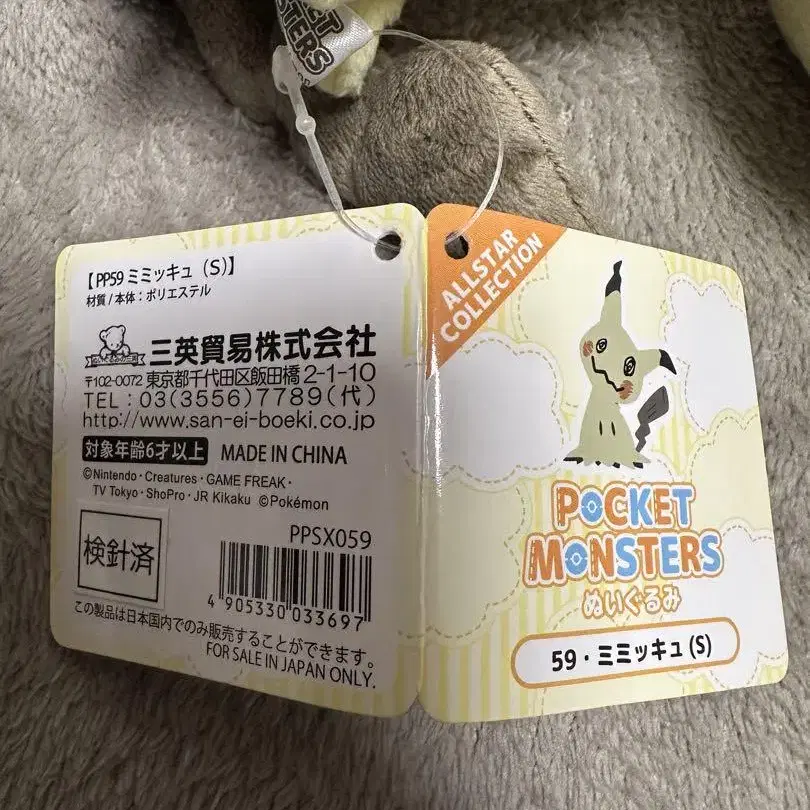 POCKET
MONSTERS
【PP59 ミミッキュ（S）】
材質/本体：ポリエステル
三英貿易株式会社
〒102-0072 東京都千代田区飯田橋2-1-10
TEL：03(3556)7789(代)
http://www.san-ei-boeki.co.jp
対象年齢6才以上 MADE IN CHINA
©Nintendo・Creatures・GAME FREAK・
TV Tokyo・ShoPro・JR Kikaku ©Pokémon
検針済
PPSX059
4 905330 033697
この製品は日本国内でのみ販売することができます。
FOR SALE IN JAPAN ONLY.
ALLSTAR
COLLECTION
POCKET
MONSTERS
ぬいぐるみ
59・ミミッキュ(S)